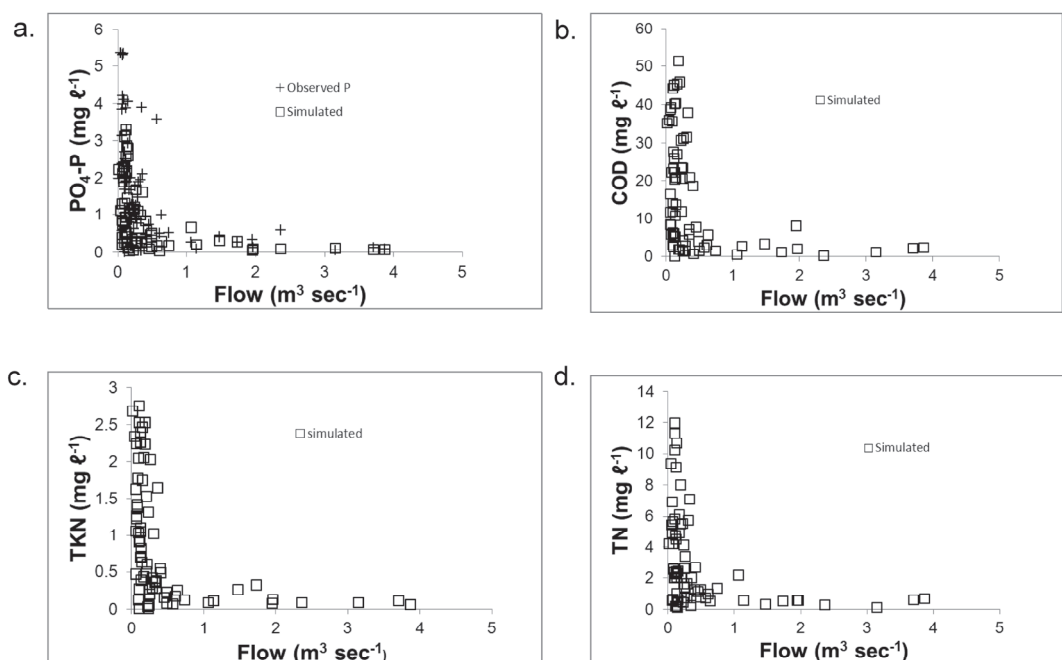 a.
6
5
4
3
2
1
0
PO₄-P (mg ℓ⁻¹)
Observed P
Simulated
0 1 2 3 4 5
Flow (m³ sec⁻¹)
b.
60
50
40
30
20
10
0
COD (mg ℓ⁻¹)
Simulated
0 1 2 3 4 5
Flow (m³ sec⁻¹)
c.
3
2.5
2
1.5
1
0.5
0
TKN (mg ℓ⁻¹)
simulated
0 1 2 3 4 5
Flow (m³ sec⁻¹)
d.
14
12
10
8
6
4
2
0
TN (mg ℓ⁻¹)
Simulated
0 1 2 3 4 5
Flow (m³ sec⁻¹)